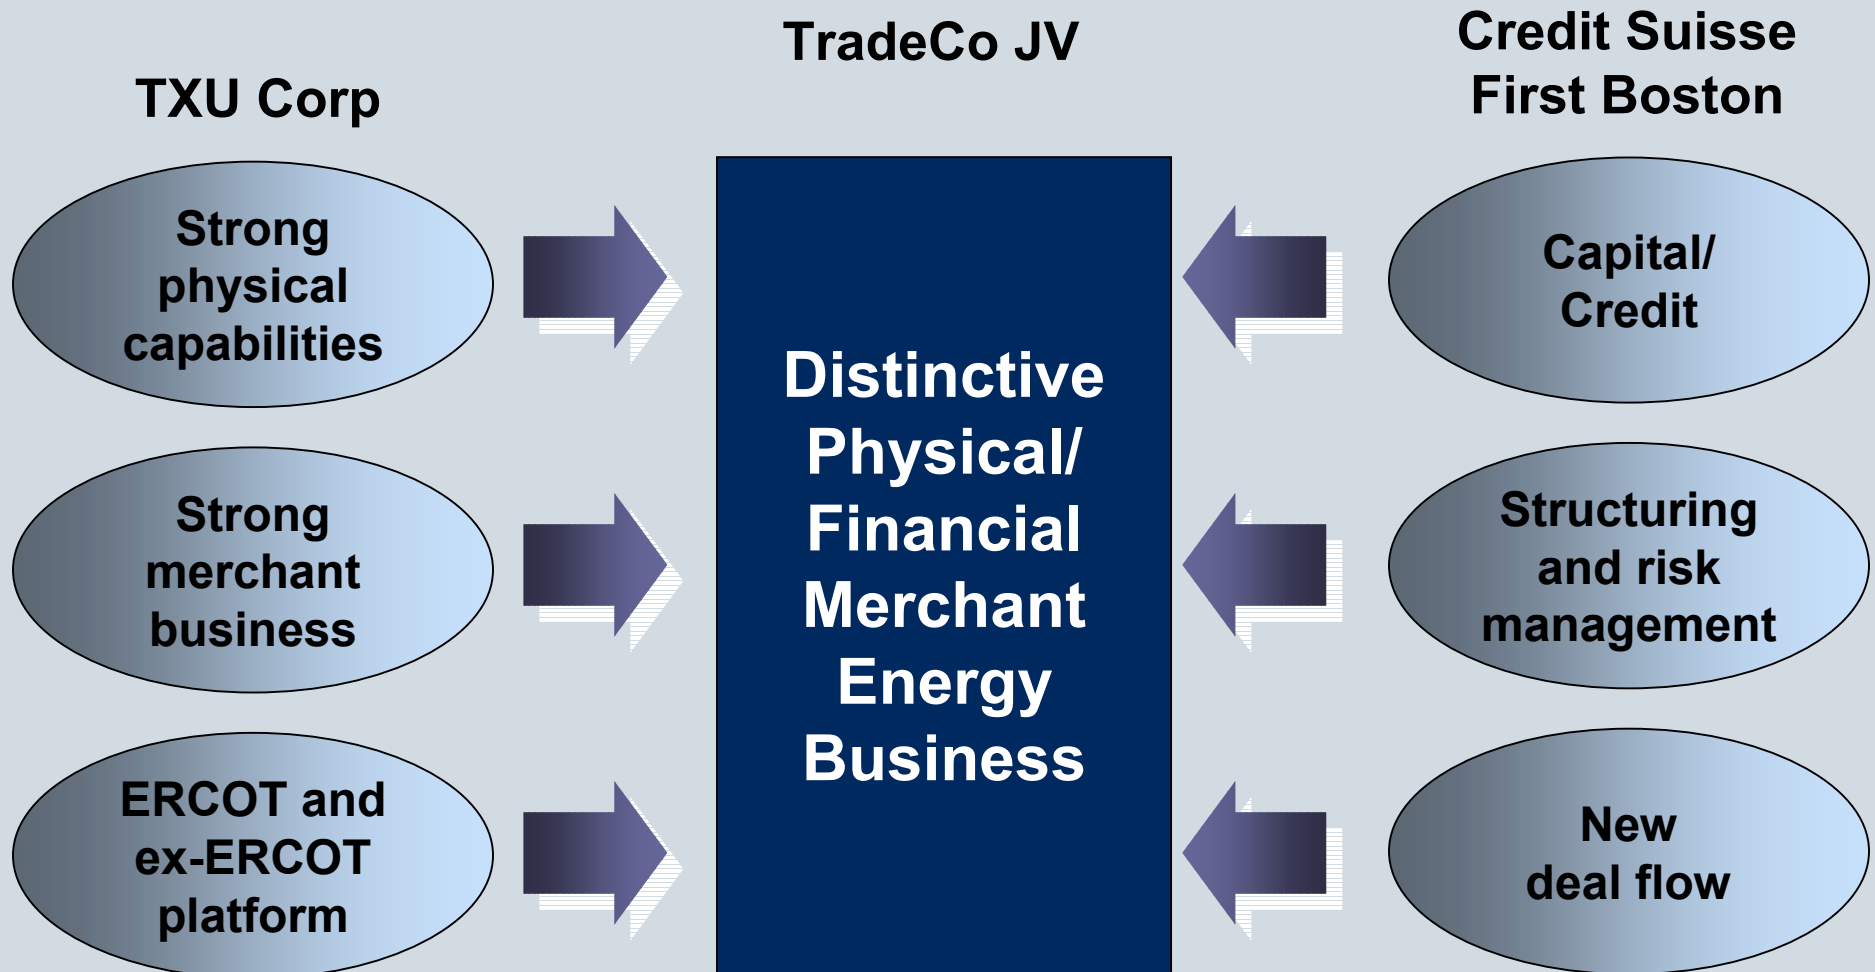 TXU Corp
Strong
physical
capabilities
Strong
merchant
business
ERCOT and
ex-ERCOT
platform
TradeCo JV
Distinctive
Physical/
Financial
Merchant
Energy
Business
Credit Suisse
First Boston
Capital/
Credit
Structuring
and risk
management
New
deal flow